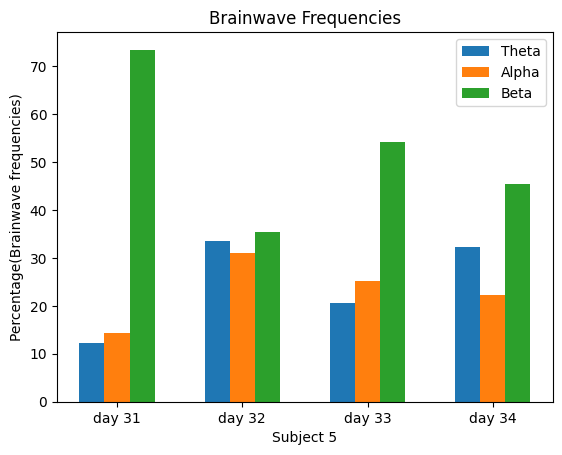 Brainwave Frequencies
Theta
Alpha
Beta
Percentage(Brainwave frequencies)
70
60
50
40
30
20
10
0
day 31 day 32 day 33 day 34
Subject 5